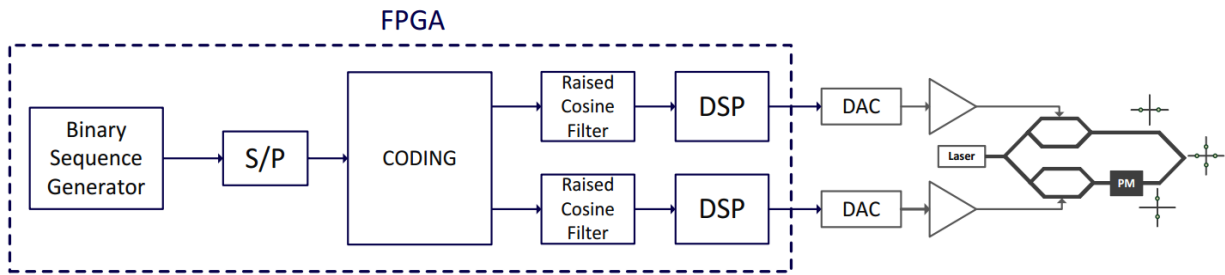 FPGA
Binary
Sequence
Generator
S/P
CODING
Raised
Cosine
Filter
DSP
DAC
Raised
Cosine
Filter
DSP
DAC
Laser
PM